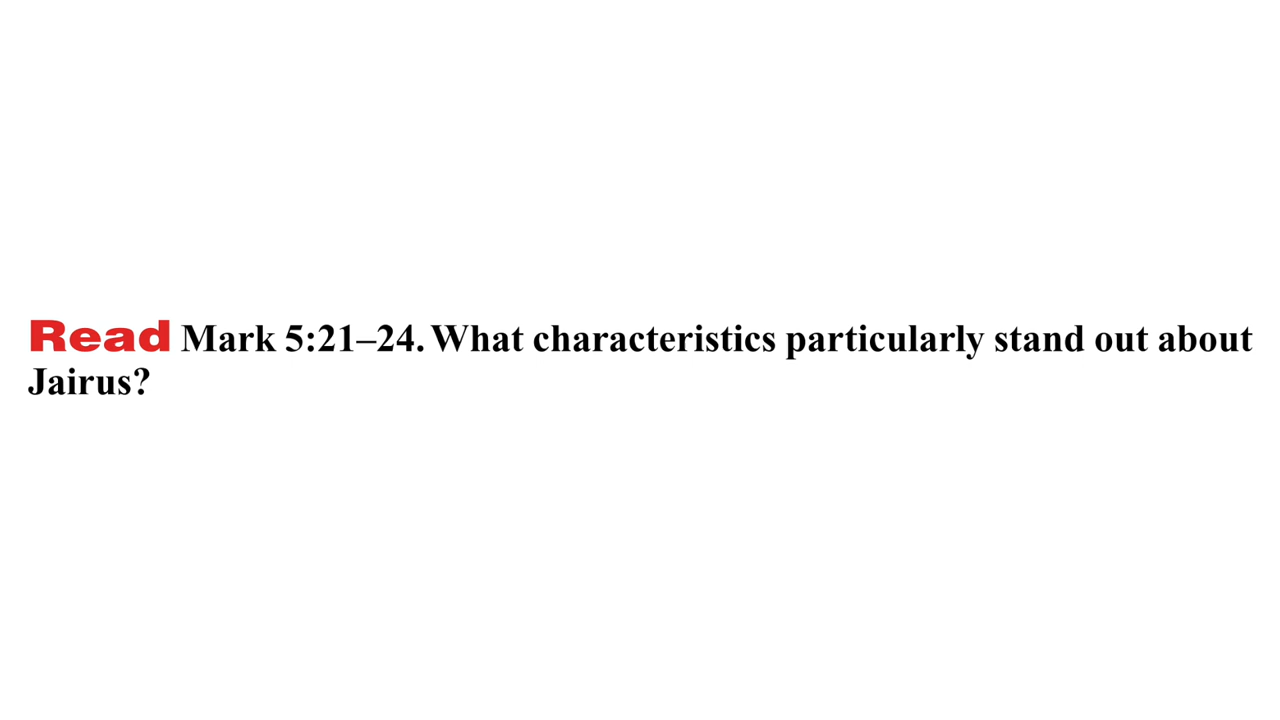 Read Mark 5:21–24. What characteristics particularly stand out about
Jairus?